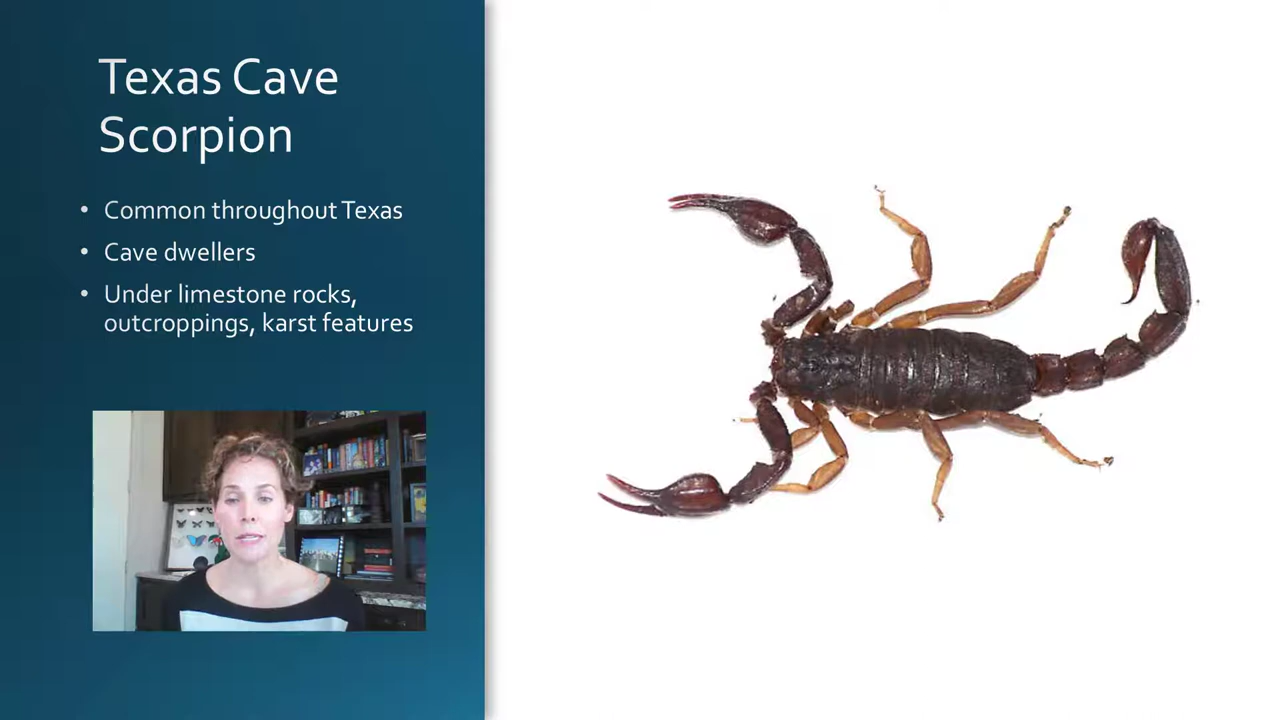 Texas Cave
Scorpion
• Common throughout Texas
• Cave dwellers
• Under limestone rocks,
outcroppings, karst features